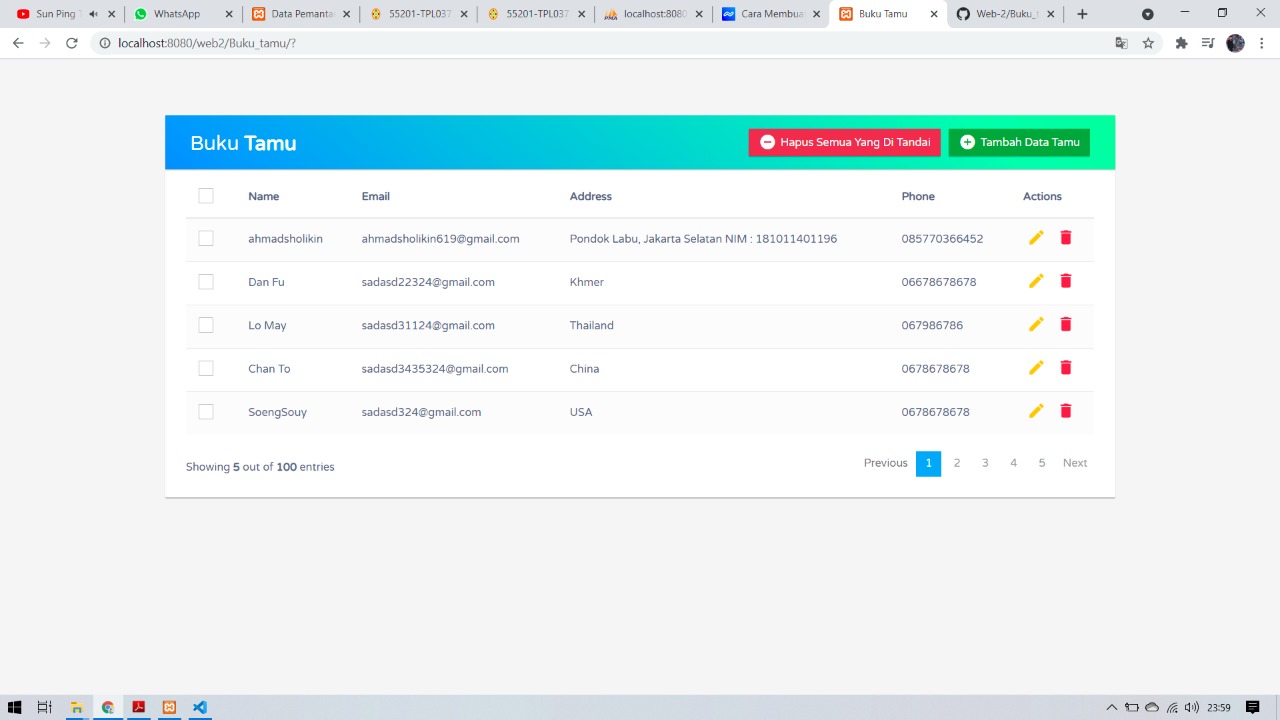 Sun Ping T
WhatsApp
Data Pemanta
55201-TPL037
55201-TPL037
localhost:8080
Cara Membua
Buku Tamu
Web-2/Buku_t
localhost:8080/web2/Buku_tamu/?
Buku Tamu
Hapus Semua Yang Di Tandai
Tambah Data Tamu
Name Email Address Phone Actions
ahmadsholikin ahmadsholikin619@gmail.com Pondok Labu, Jakarta Selatan NIM : 181011401196 085770366452
Dan Fu sadasd22324@gmail.com Khmer 06678678678
Lo May sadasd31124@gmail.com Thailand 067986786
Chan To sadasd3435324@gmail.com China 0678678678
SoengSouy sadasd324@gmail.com USA 0678678678
Showing 5 out of 100 entries
Previous 1 2 3 4 5 Next
23:59